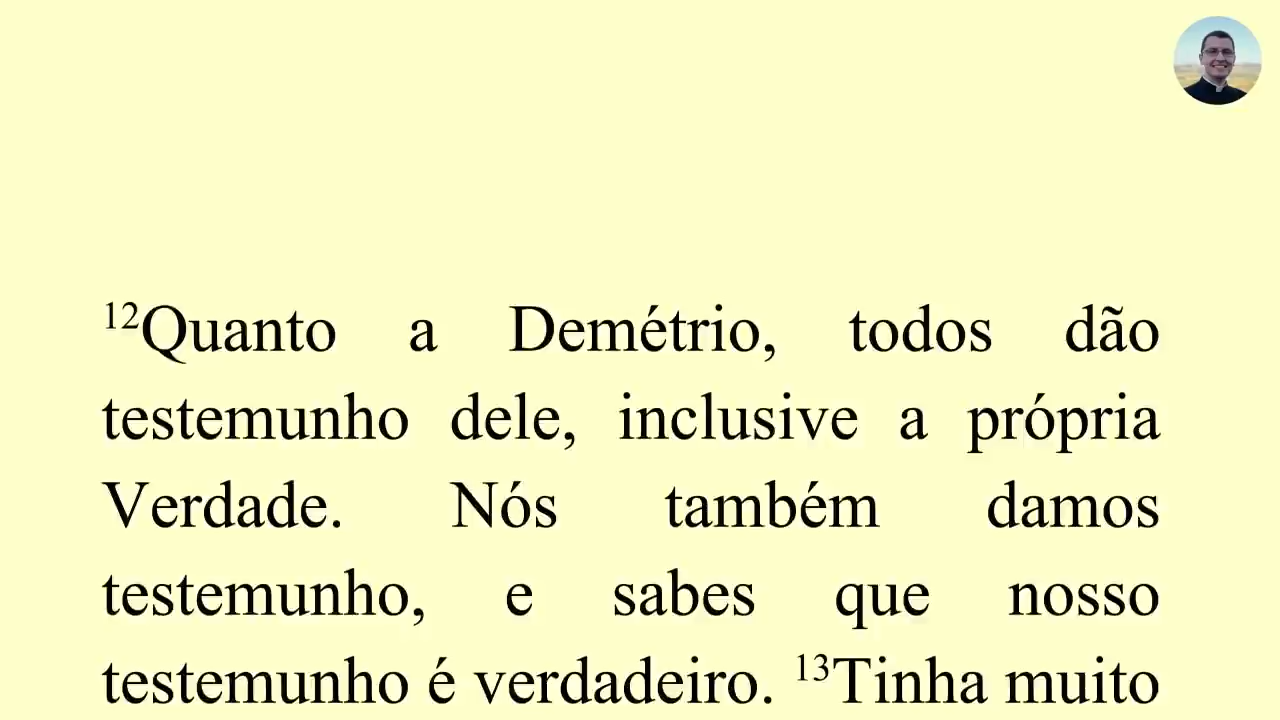 12Quanto a Demétrio, todos dão
testemunho dele, inclusive a própria
Verdade. Nós também damos
testemunho, e sabes que nosso
testemunho é verdadeiro. 13Tinha muito